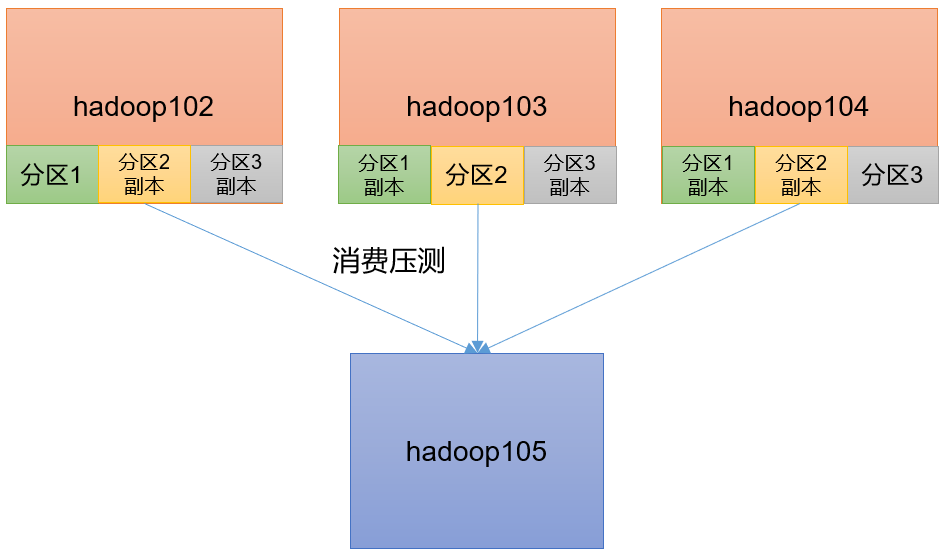 hadoop102
hadoop103
hadoop104
分区1
分区2
副本
分区3
副本
分区1
副本
分区2
分区3
副本
分区1
副本
分区2
副本
分区3
消费压测
hadoop105